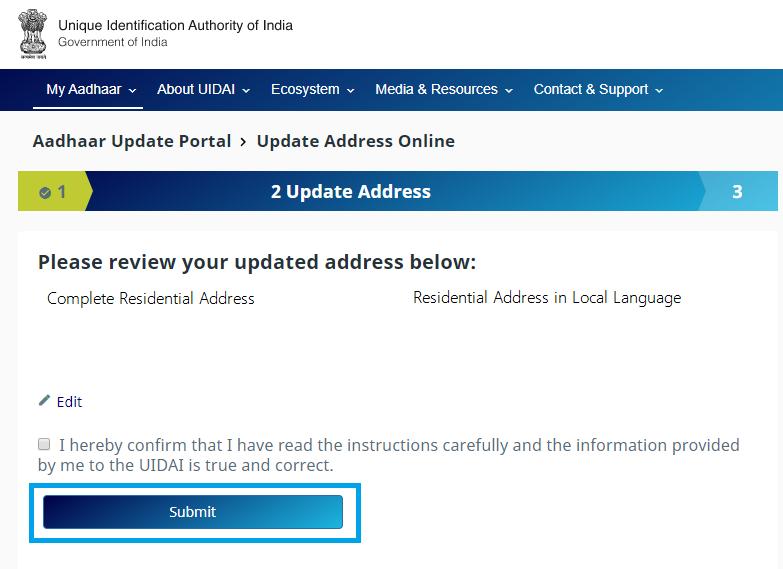 Unique Identification Authority of India
Government of India
My Aadhaar About UIDAI Ecosystem Media & Resources Contact & Support
Aadhaar Update Portal > Update Address Online
1 2 Update Address 3
Please review your updated address below:
Complete Residential Address Residential Address in Local Language
Edit
I hereby confirm that I have read the instructions carefully and the information provided
by me to the UIDAI is true and correct.
Submit